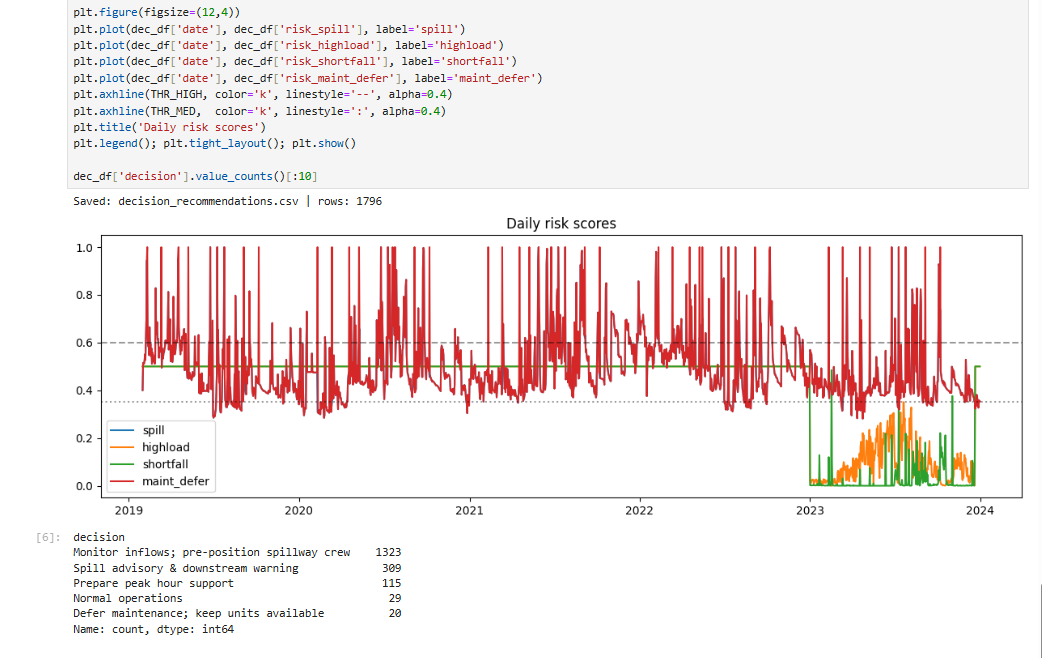 plt.figure(figsize=(12,4))
plt.plot(dec_df['date'], dec_df['risk_spill'], label='spill')
plt.plot(dec_df['date'], dec_df['risk_highload'], label='highload')
plt.plot(dec_df['date'], dec_df['risk_shortfall'], label='shortfall')
plt.plot(dec_df['date'], dec_df['risk_maint_defer'], label='maint_defer')
plt.axhline(THR_HIGH, color='k', linestyle='--', alpha=0.4)
plt.axhline(THR_MED,  color='k', linestyle=':', alpha=0.4)
plt.title('Daily risk scores')
plt.legend(); plt.tight_layout(); plt.show()
dec_df['decision'].value_counts()[:10]
Saved: decision_recommendations.csv | rows: 1796
Daily risk scores
1.0
0.8
0.6
0.4
0.2
0.0
spill
highload
shortfall
maint_defer
2019 2020 2021 2022 2023 2024
[6]: decision
Monitor inflows; pre-position spillway crew 1323
Spill advisory & downstream warning 309
Prepare peak hour support 115
Normal operations 29
Defer maintenance; keep units available 20
Name: count, dtype: int64